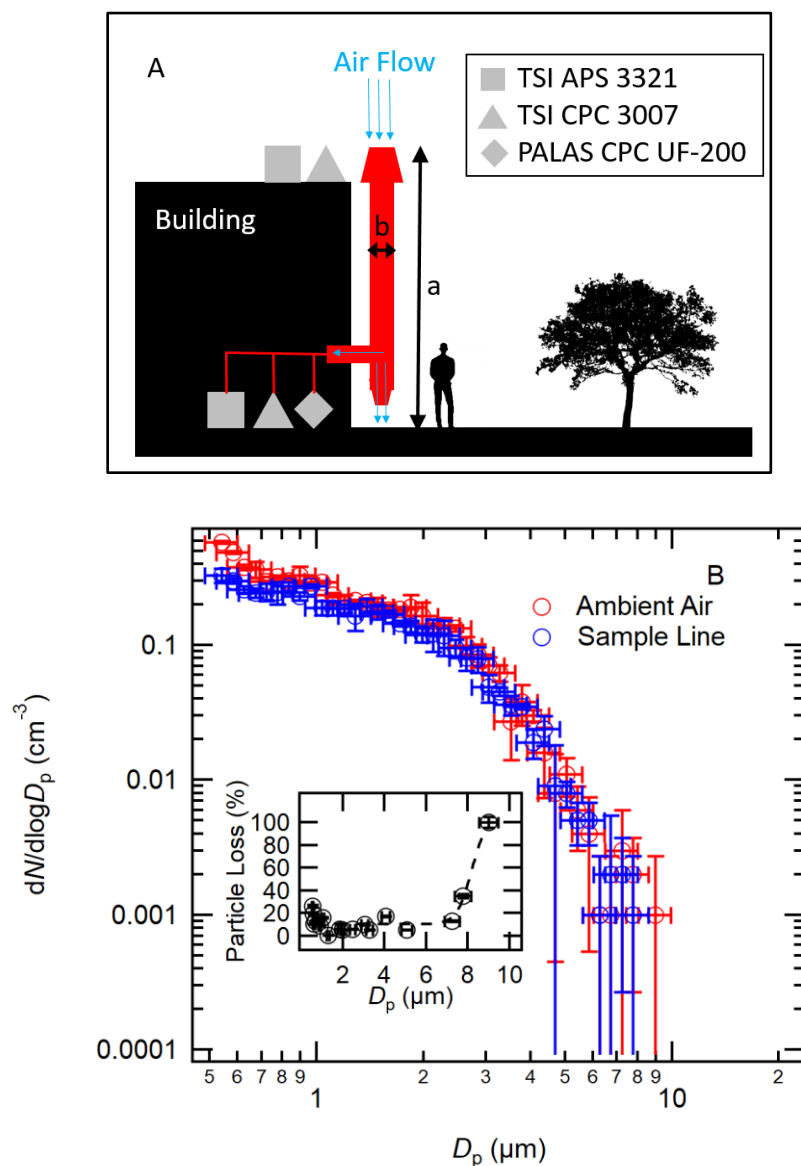 A
Air Flow
TSI APS 3321
TSI CPC 3007
PALAS CPC UF-200
Building
b
a
B
Ambient Air
Sample Line
dN/dlogDp (cm⁻³)
0.1
0.01
0.001
0.0001
Particle Loss (%)
100
80
60
40
20
0
2 4 6 8 10
Dp (μm)
5 6 7 8 9 2 3 4 5 6 7 8 9 2
1 10
Dp (μm)